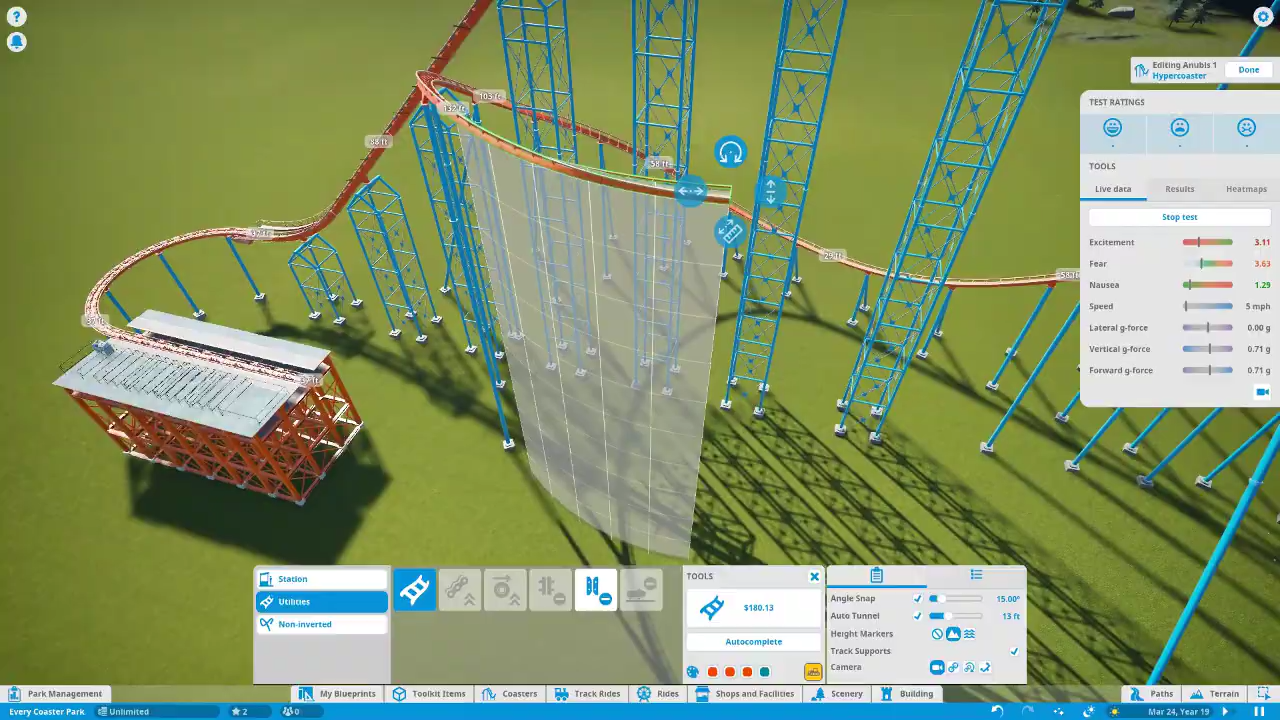 ?
Editing Anubis 1
Hypercoaster
Done
TEST RATINGS
TOOLS
Live data
Results
Heatmaps
Stop test
Excitement 3.11
Fear 3.63
Nausea 1.29
Speed 5 mph
Lateral g-force 0.00 g
Vertical g-force 0.71 g
Forward g-force 0.71 g
103 ft
132 ft
88 ft
58 ft
29 ft
Station
Utilities
Non-inverted
TOOLS
$180.13
Autocomplete
Angle Snap 15.00°
Auto Tunnel 13 ft
Height Markers
Track Supports
Camera
Park Management
My Blueprints
Toolkit Items
Coasters
Track Rides
Rides
Shops and Facilities
Scenery
Building
Paths
Terrain
Every Coaster Park
Unlimited
2
0
Mar 24, Year 19